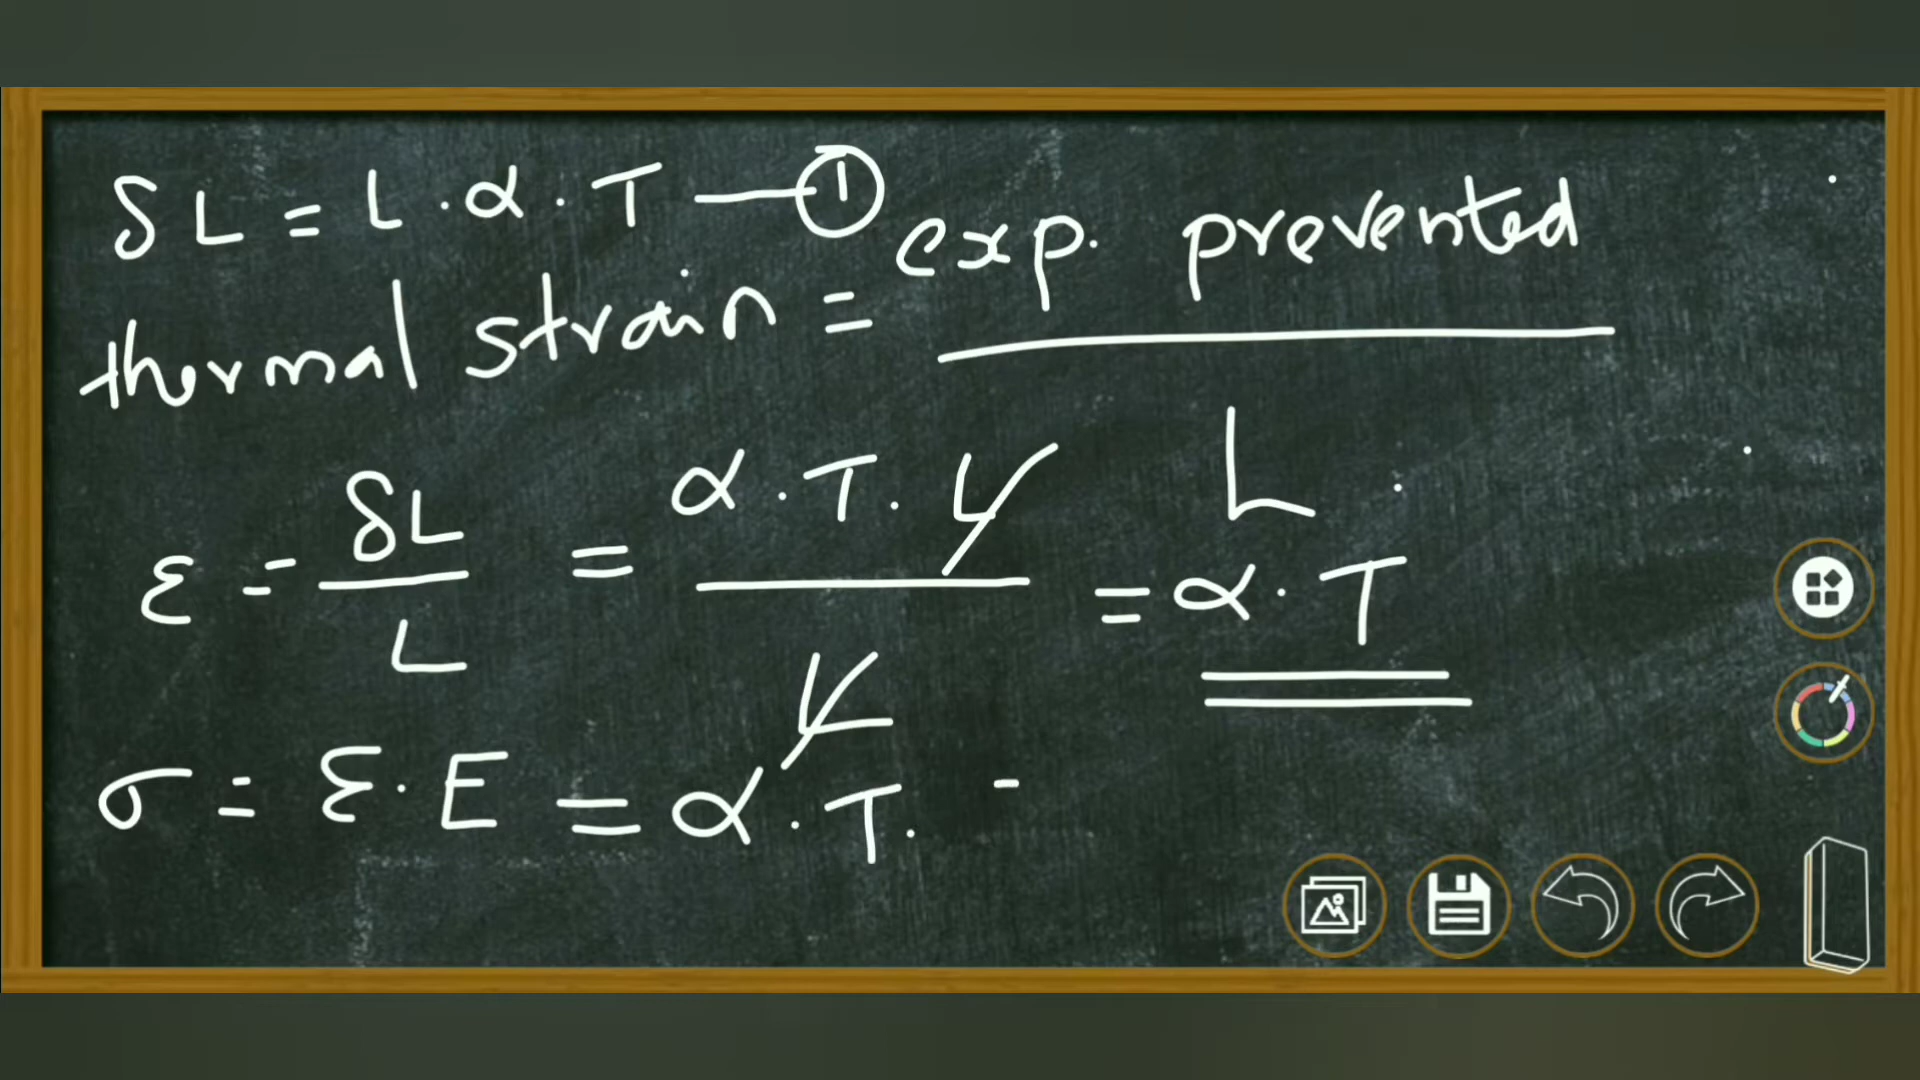 δL = L . α . T — ①
thermal strain = exp. prevented / L
ε = δL / L = α . T . L / L = α . T
σ = ε . E = α . T . -